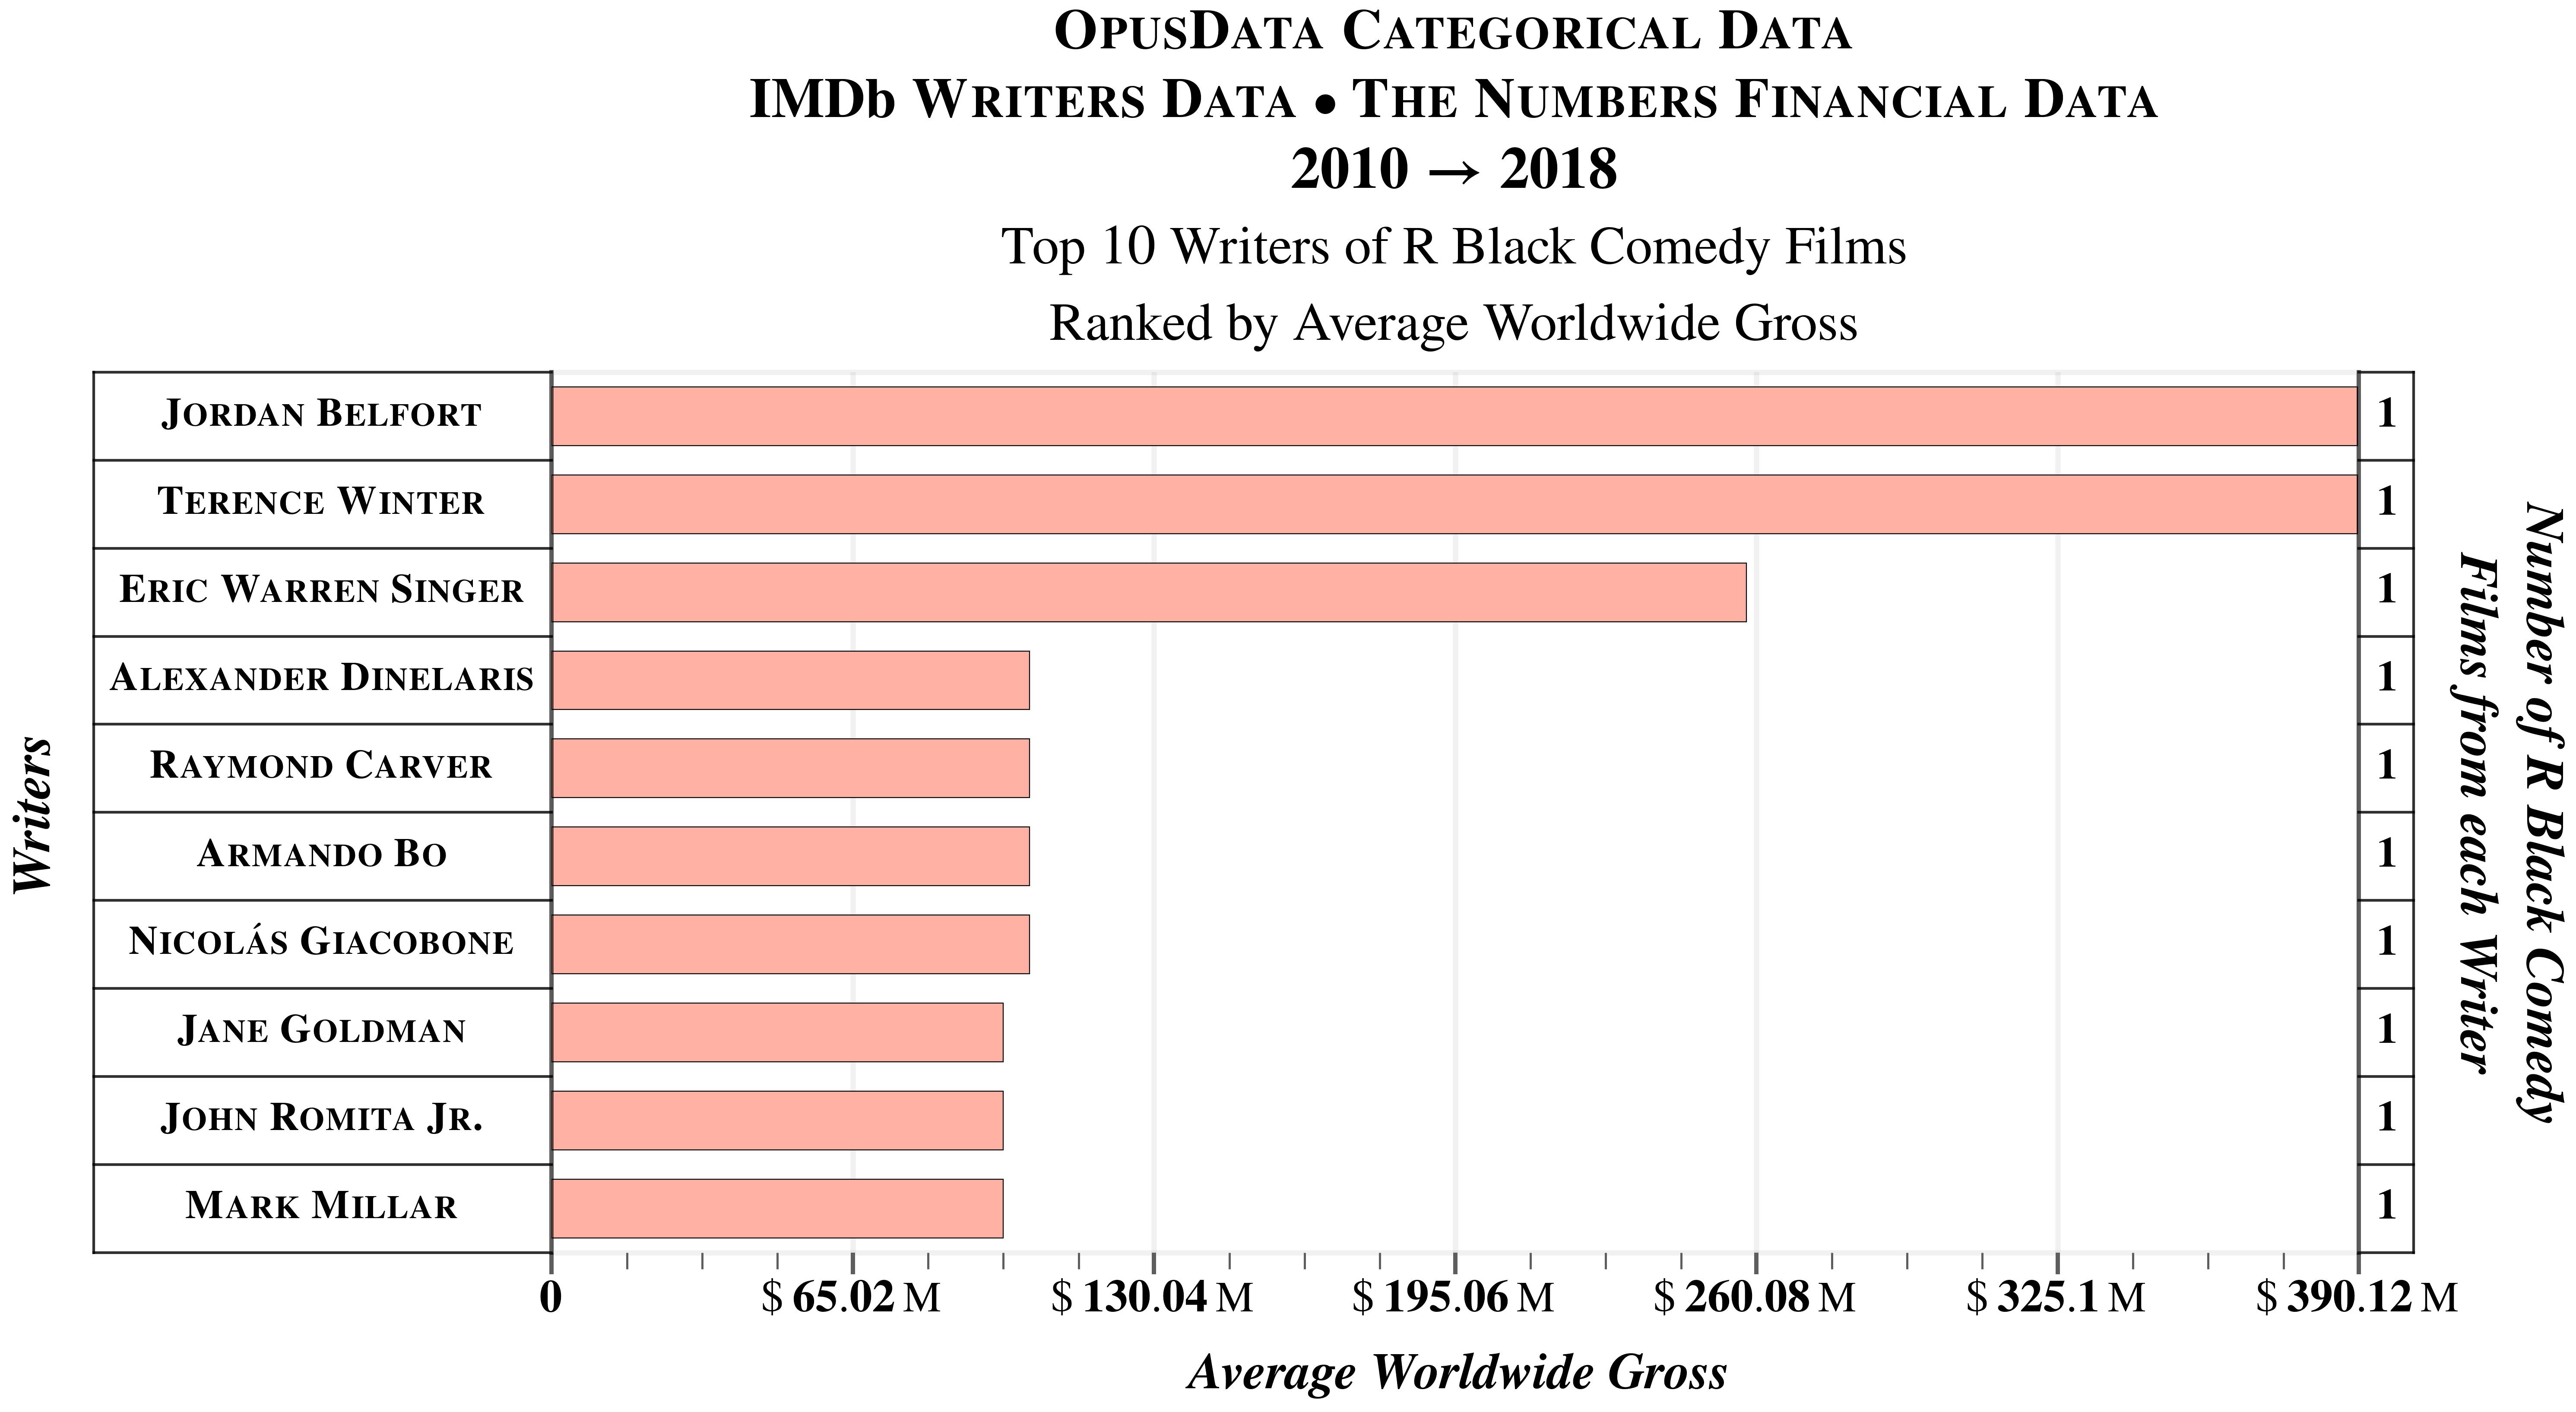 OpusData Categorical Data
IMDb Writers Data • The Numbers Financial Data
2010 → 2018
Top 10 Writers of R Black Comedy Films
Ranked by Average Worldwide Gross
Writers
Jordan Belfort 1
Terence Winter 1
Eric Warren Singer 1
Alexander Dinelaris 1
Raymond Carver 1
Armando Bo 1
Nicolás Giacobone 1
Jane Goldman 1
John Romita Jr. 1
Mark Millar 1
Number of R Black Comedy
Films from each Writer
0 $ 65.02 M $ 130.04 M $ 195.06 M $ 260.08 M $ 325.1 M $ 390.12 M
Average Worldwide Gross